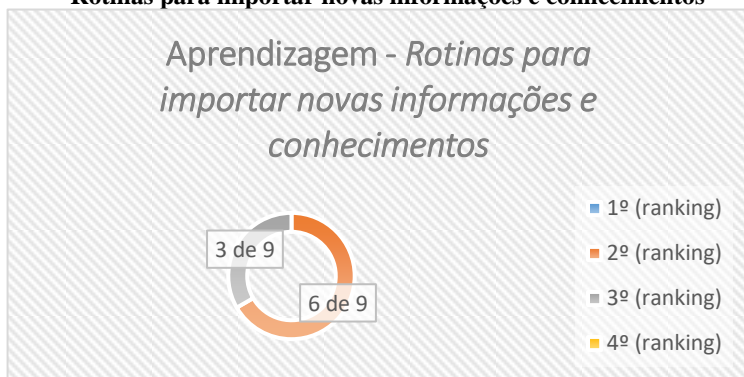 Rotinas para importar novas informações e conhecimentos
Aprendizagem - Rotinas para
importar novas informações e
conhecimentos
3 de 9
6 de 9
1º (ranking)
2º (ranking)
3º (ranking)
4º (ranking)